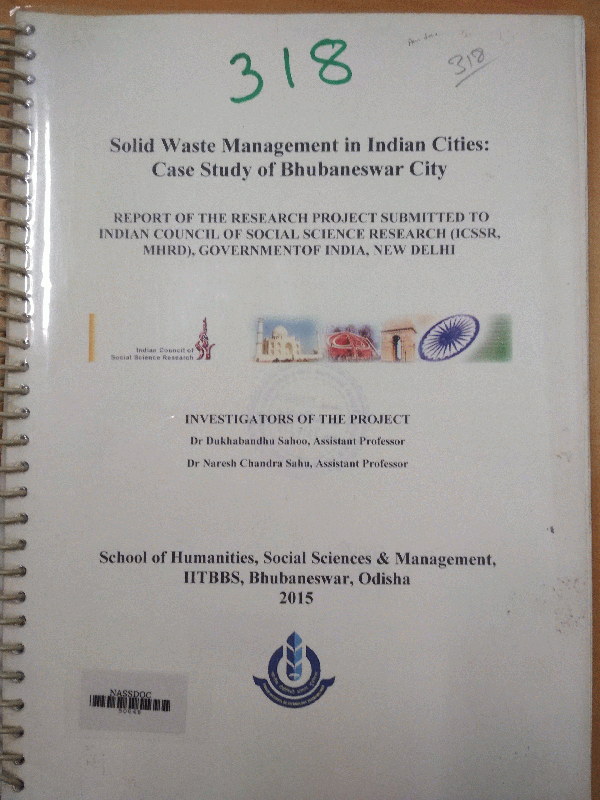 318
318
Solid Waste Management in Indian Cities:
Case Study of Bhubaneswar City
REPORT OF THE RESEARCH PROJECT SUBMITTED TO
INDIAN COUNCIL OF SOCIAL SCIENCE RESEARCH (ICSSR,
MHRD), GOVERNMENTOF INDIA, NEW DELHI
Indian Council of
Social Science Research
INVESTIGATORS OF THE PROJECT
Dr Dukhabandhu Sahoo, Assistant Professor
Dr Naresh Chandra Sahu, Assistant Professor
School of Humanities, Social Sciences & Management,
IITBBS, Bhubaneswar, Odisha
2015
NASSDOC